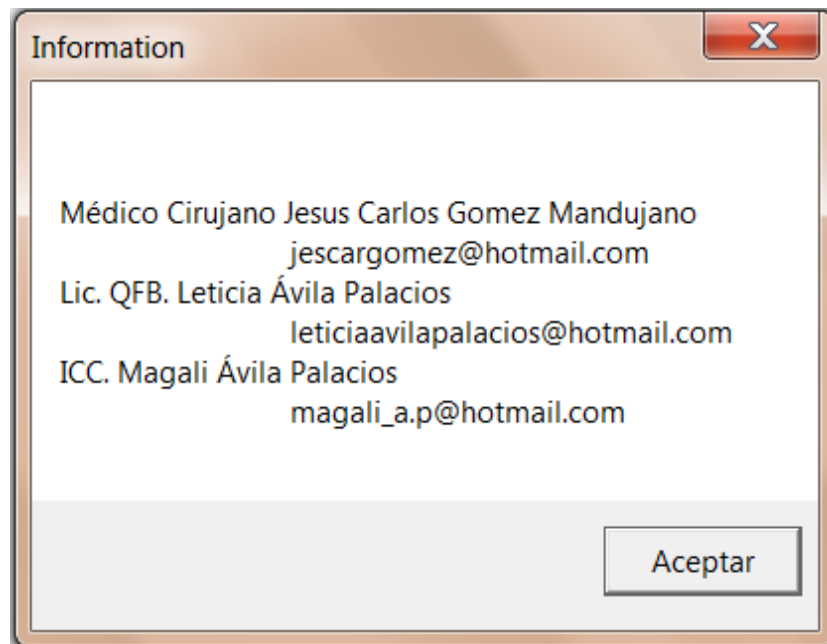 Information
X
Médico Cirujano Jesus Carlos Gomez Mandujano
jescargomez@hotmail.com
Lic. QFB. Leticia Ávila Palacios
leticiaavilapalacios@hotmail.com
ICC. Magali Ávila Palacios
magali_a.p@hotmail.com
Aceptar